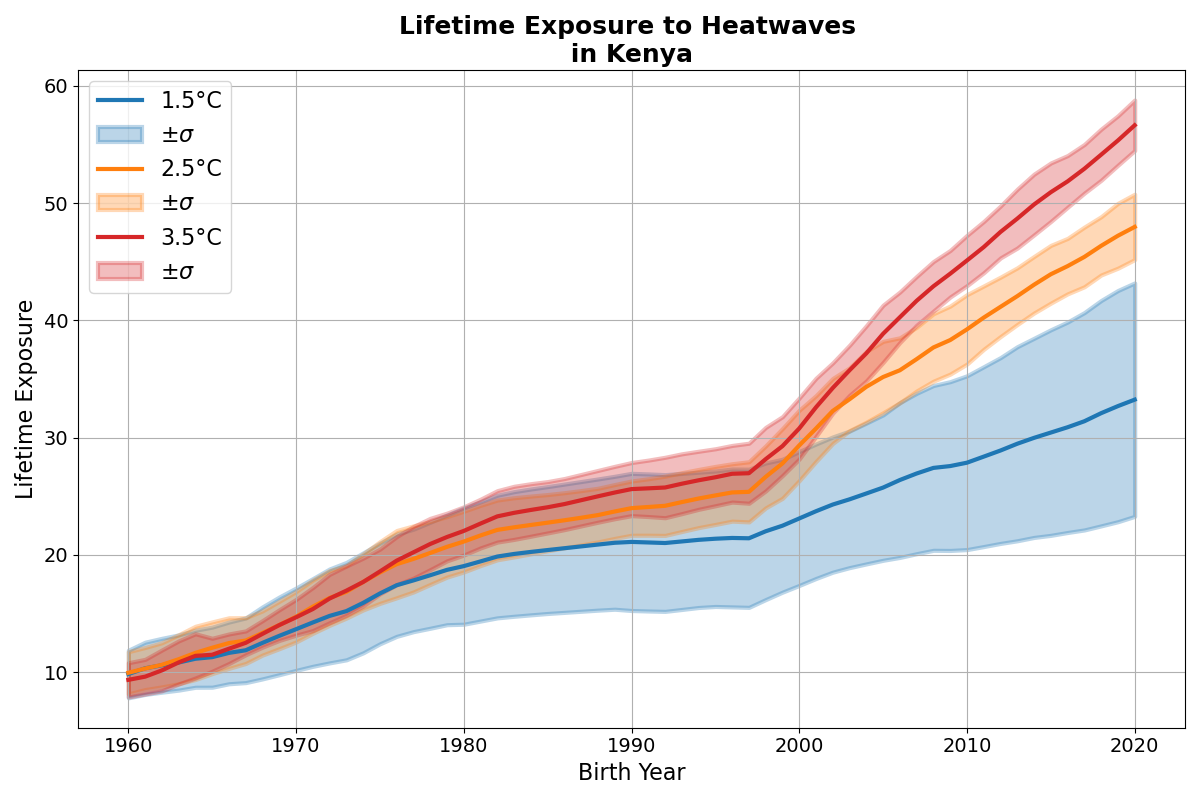 Lifetime Exposure to Heatwaves
in Kenya
1.5°C
±σ
2.5°C
±σ
3.5°C
±σ
Lifetime Exposure
60
50
40
30
20
10
1960 1970 1980 1990 2000 2010 2020
Birth Year